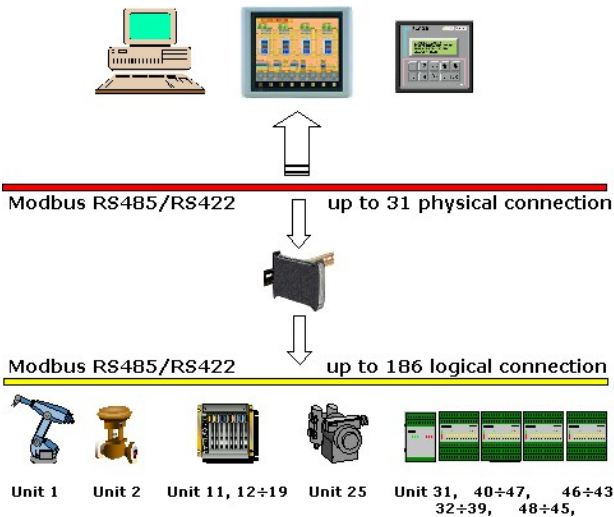 Modbus RS485/RS422 up to 31 physical connection
Modbus RS485/RS422 up to 186 logical connection
Unit 1 Unit 2 Unit 11, 12÷19 Unit 25 Unit 31, 40÷47, 46÷43
32÷39, 48÷45,